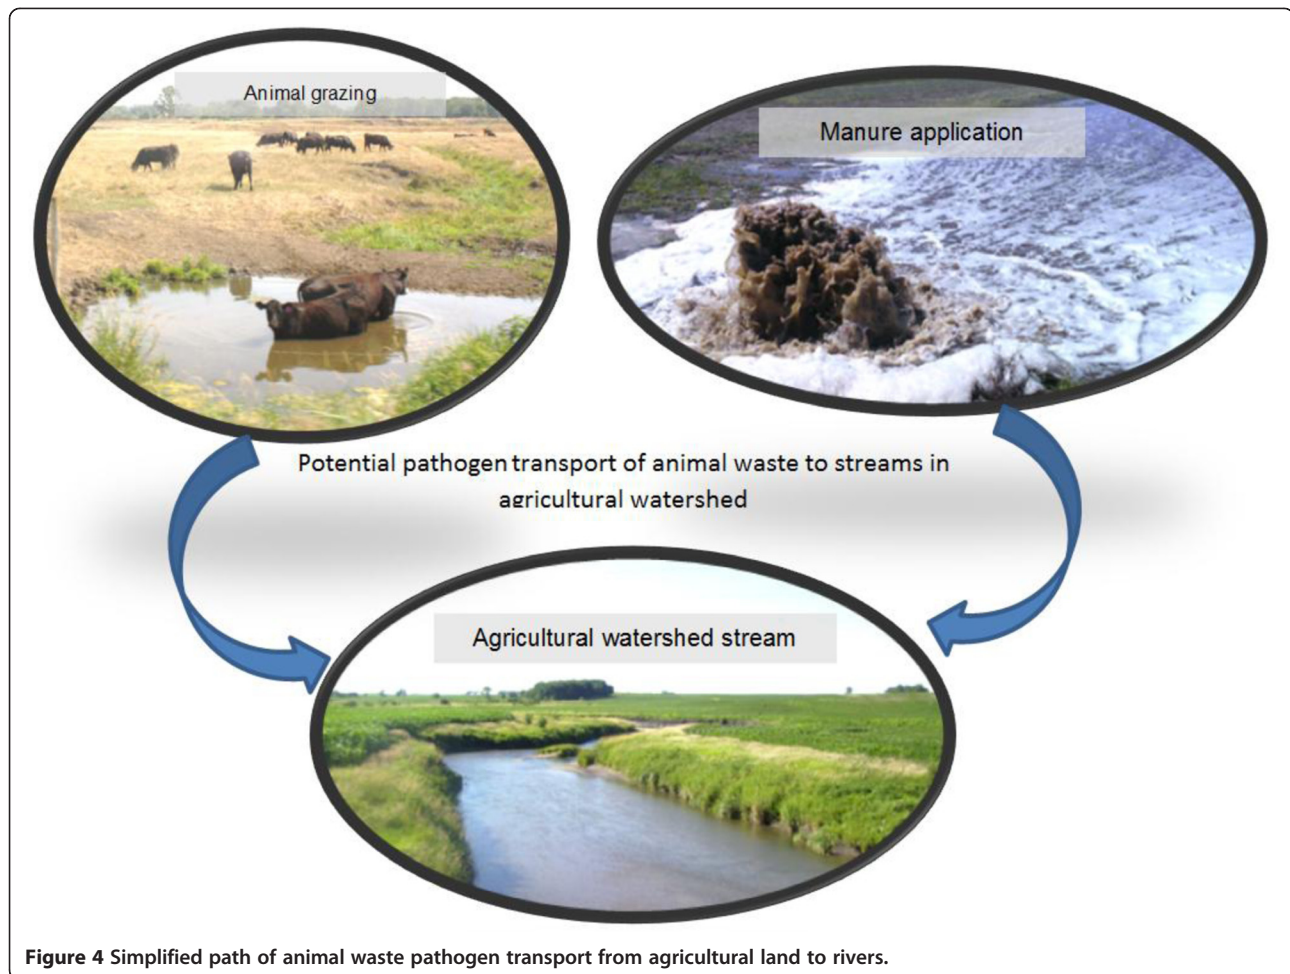 Animal grazing
Manure application
Potential pathogen transport of animal waste to streams in
agricultural watershed
Agricultural watershed stream
Figure 4 Simplified path of animal waste pathogen transport from agricultural land to rivers.